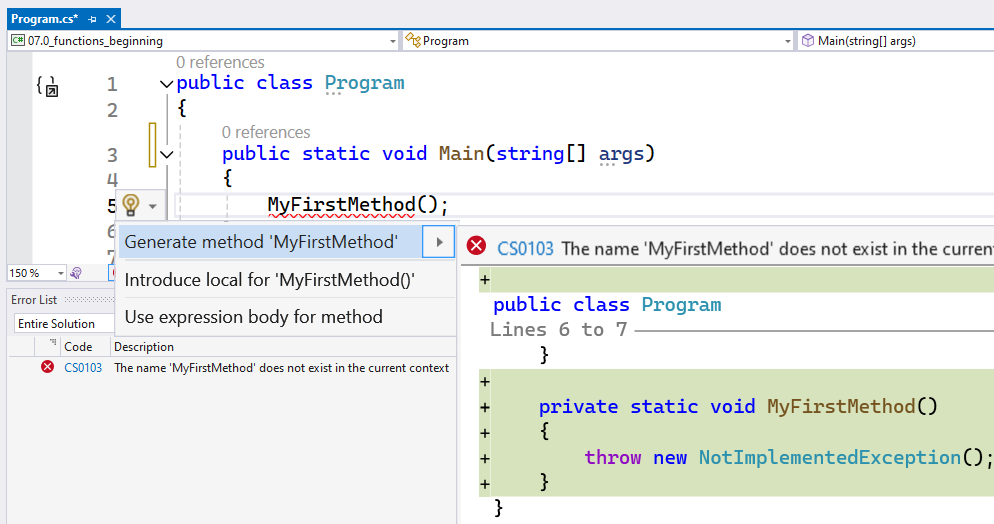 Program.cs*
C# 07.0_functions_beginning
Program
Main(string[] args)
0 references
1 public class Program
2 {
0 references
3 public static void Main(string[] args)
4 {
5 MyFirstMethod();
6
Generate method 'MyFirstMethod'
Introduce local for 'MyFirstMethod()'
Use expression body for method
150 %
Error List
Entire Solution
Code Description
CS0103 The name 'MyFirstMethod' does not exist in the current context
CS0103 The name 'MyFirstMethod' does not exist in the curren
+
public class Program
Lines 6 to 7
}
+
+ private static void MyFirstMethod()
+ {
+ throw new NotImplementedException();
+ }
}